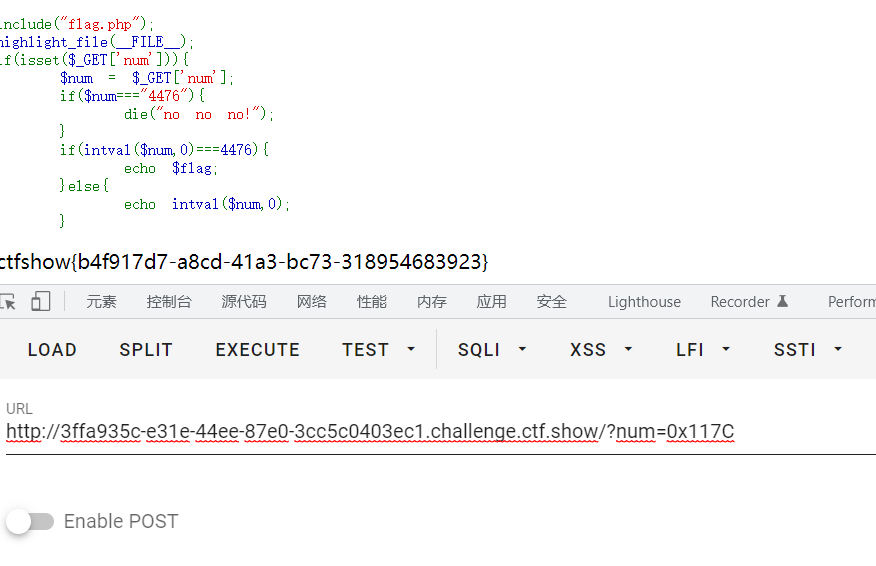 include("flag.php");
highlight_file(__FILE__);
if(isset($_GET['num'])){
$num = $_GET['num'];
if($num==="4476"){
die("no no no!");
}
if(intval($num,0)===4476){
echo $flag;
}else{
echo intval($num,0);
}
ctfshow{b4f917d7-a8cd-41a3-bc73-318954683923}
元素 控制台 源代码 网络 性能 内存 应用 安全 Lighthouse Recorder Perform
LOAD SPLIT EXECUTE TEST SQLI XSS LFI SSTI
URL
http://3ffa935c-e31e-44ee-87e0-3cc5c0403ec1.challenge.ctf.show/?num=0x117C
Enable POST